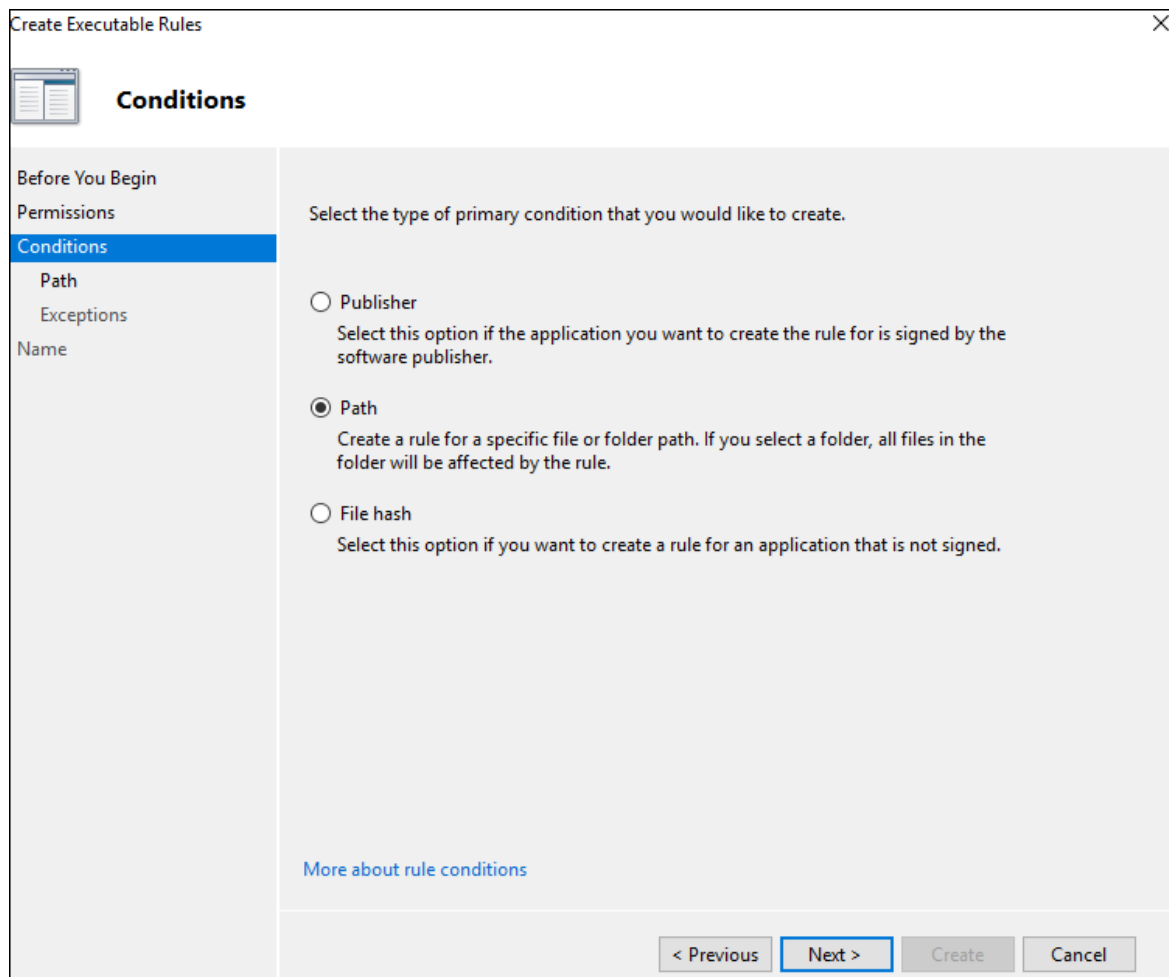 Create Executable Rules
Conditions
Before You Begin
Permissions
Conditions
Path
Exceptions
Name
Select the type of primary condition that you would like to create.
Publisher
Select this option if the application you want to create the rule for is signed by the
software publisher.
Path
Create a rule for a specific file or folder path. If you select a folder, all files in the
folder will be affected by the rule.
File hash
Select this option if you want to create a rule for an application that is not signed.
More about rule conditions
< Previous
Next >
Create
Cancel